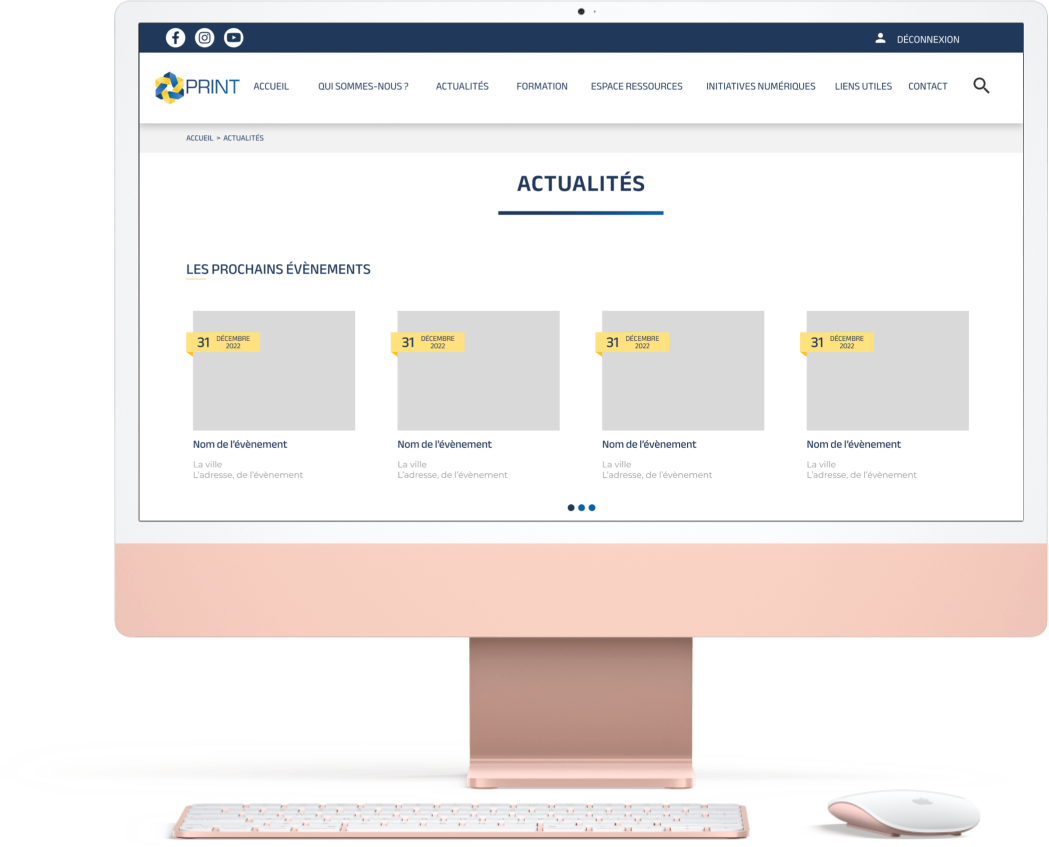 DÉCONNEXION
PRINT ACCUEIL QUI SOMMES-NOUS ? ACTUALITÉS FORMATION ESPACE RESSOURCES INITIATIVES NUMÉRIQUES LIENS UTILES CONTACT
ACCUEIL > ACTUALITÉS
ACTUALITÉS
LES PROCHAINS ÉVÈNEMENTS
31 DÉCEMBRE 2022
Nom de l'évènement
La ville
L'adresse, de l'évènement
31 DÉCEMBRE 2022
Nom de l'évènement
La ville
L'adresse, de l'évènement
31 DÉCEMBRE 2022
Nom de l'évènement
La ville
L'adresse, de l'évènement
31 DÉCEMBRE 2022
Nom de l'évènement
La ville
L'adresse, de l'évènement